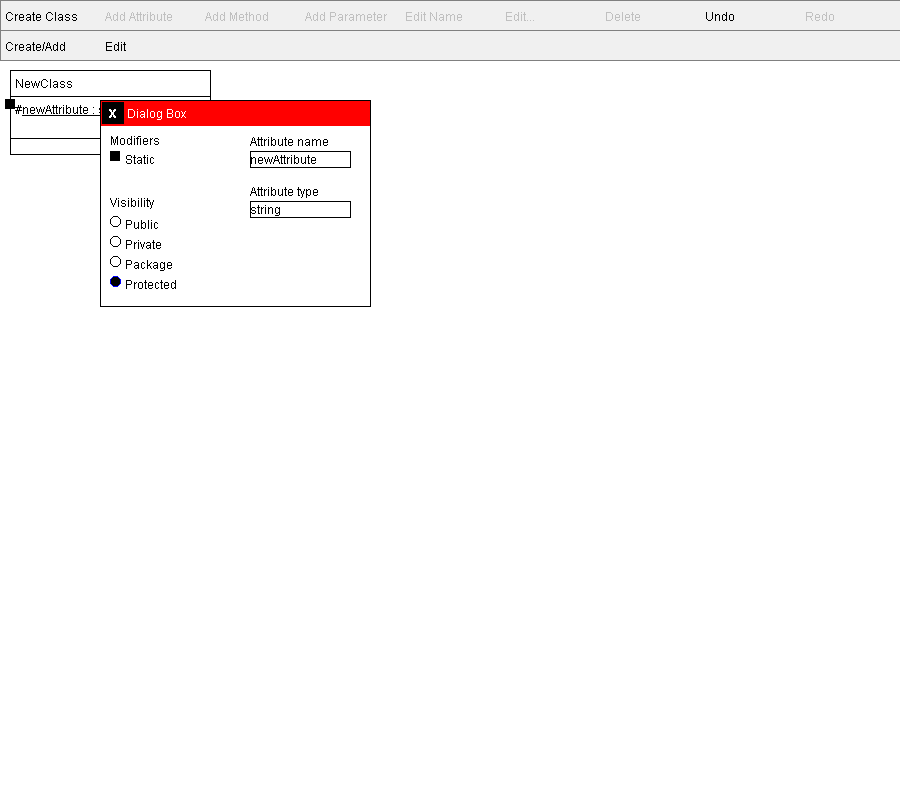 Create Class Add Attribute Add Method Add Parameter Edit Name Edit... Delete Undo Redo
Create/Add Edit
NewClass
#newAttribute :
X Dialog Box
Modifiers
Static
Attribute name
newAttribute
Attribute type
string
Visibility
Public
Private
Package
Protected